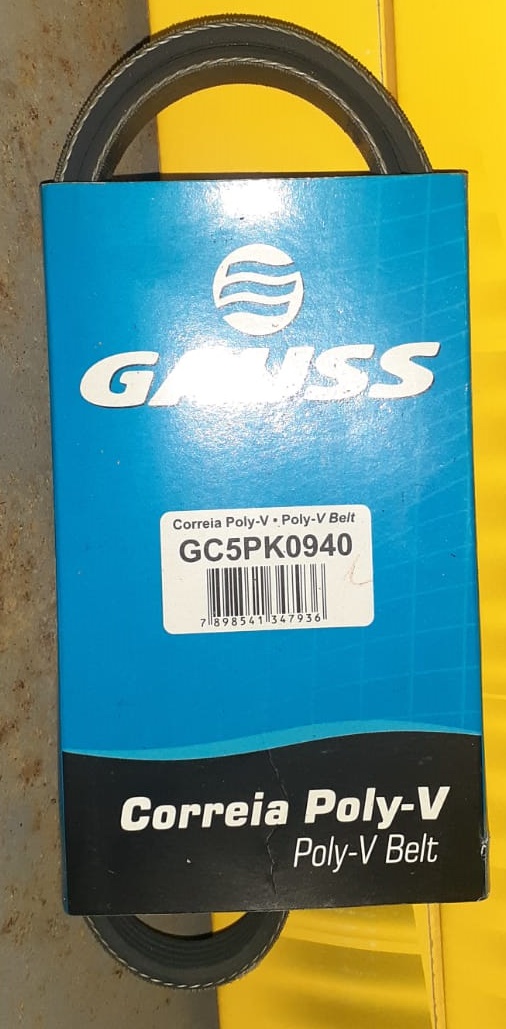 GAUSS
Correia Poly-V • Poly-V Belt
GC5PK0940
7 898541 347936
Correia Poly-V
Poly-V Belt